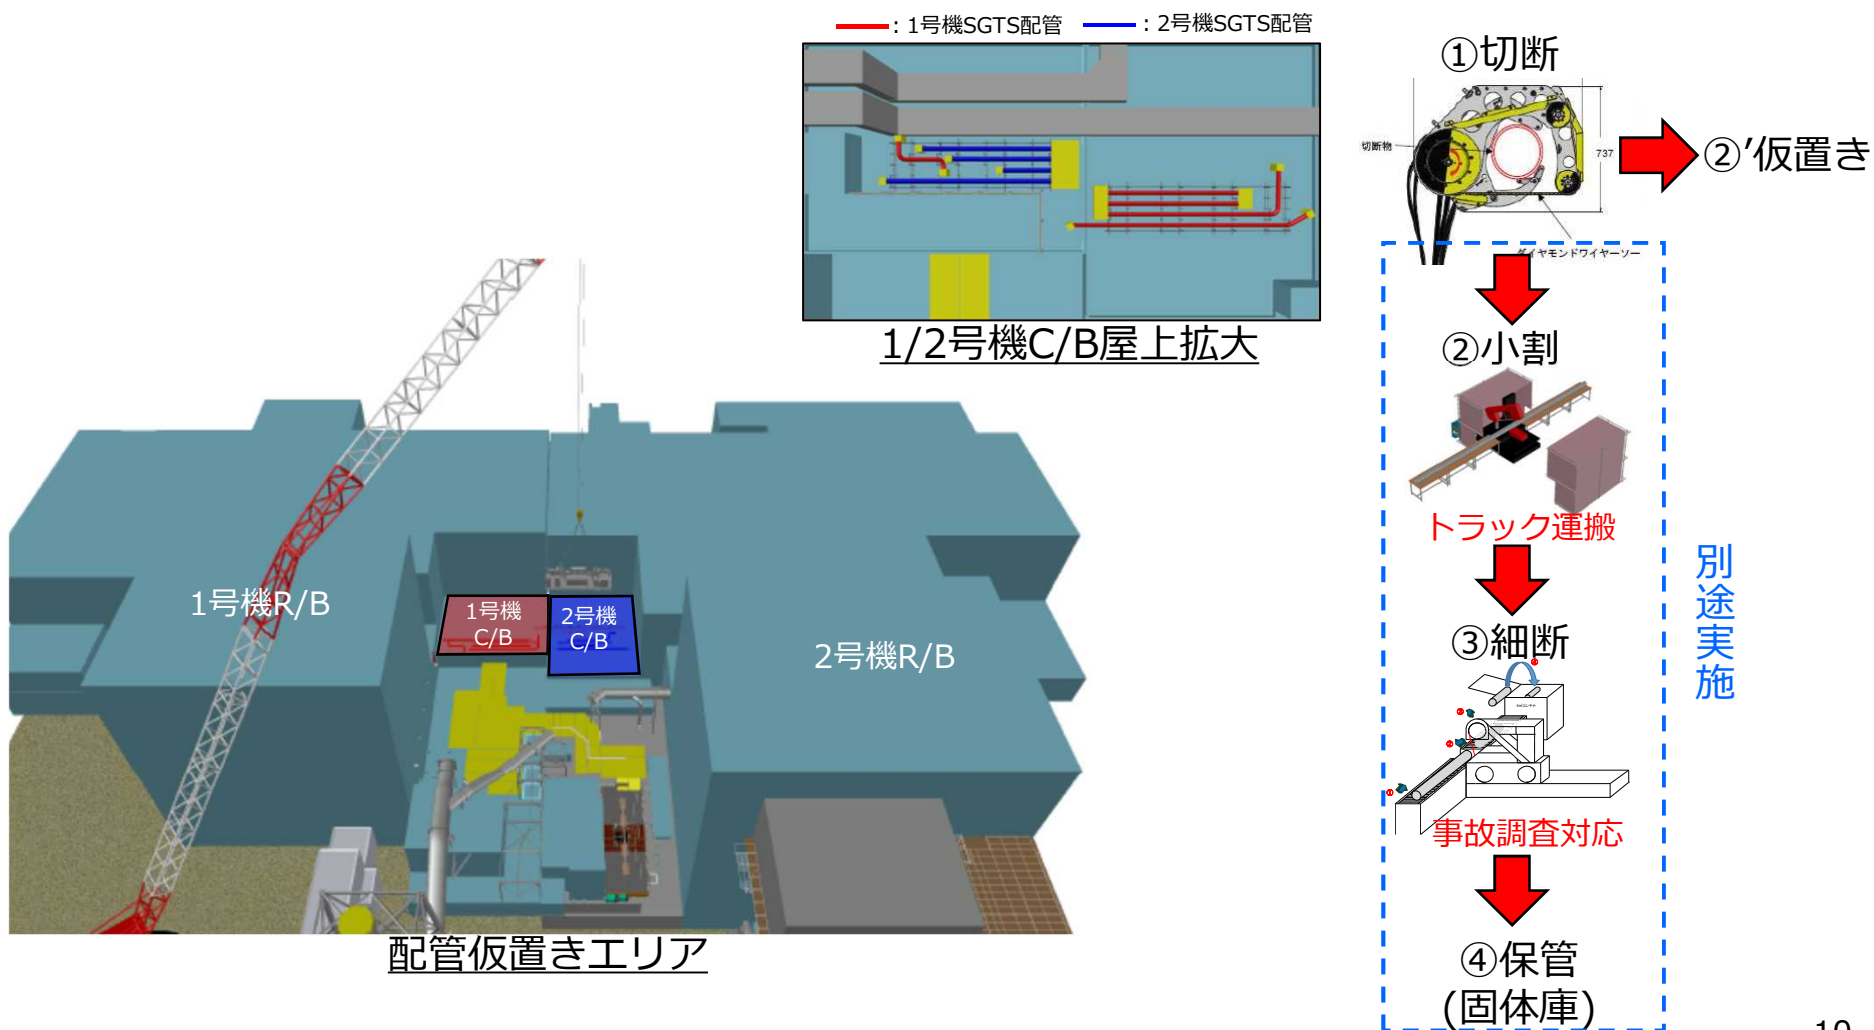 ：1号機SGTS配管
：2号機SGTS配管
1/2号機C/B屋上拡大
①切断
切断物
737
ダイヤモンドワイヤーソー
②’仮置き
②小割
トラック運搬
③細断
事故調査対応
④保管
(固体庫)
別途実施
1号機R/B
1号機
C/B
2号機
C/B
2号機R/B
配管仮置きエリア